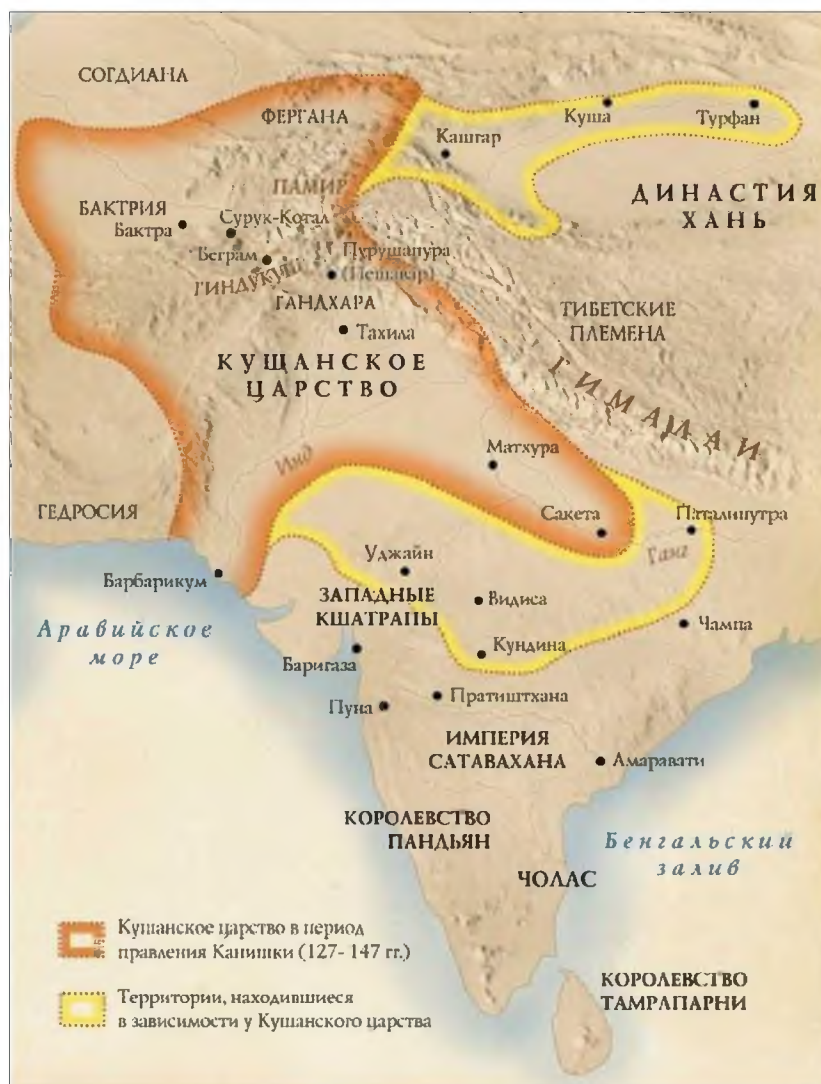 СОГДИАНА
ФЕРГАНА
Кашгар
Куша
Турфан
ПАМИР
ДИНАСТИЯ
ХАНЬ
БАКТРИЯ
Бактра
Сурук-Котал
Беграм
ГИНДУКУШ
Пурушапура
(Пешавар)
ГАНДХАРА
Тахила
ТИБЕТСКИЕ
ПЛЕМЕНА
КУШАНСКОЕ
ЦАРСТВО
ГИМАЛАИ
Инд
Матхура
ГЕДРОСИЯ
Сакета
Паталипутра
Ганг
Барбарикум
Уджайн
ЗАПАДНЫЕ
КШАТРАПЫ
Видиса
Чампа
Аравийское
море
Кундина
Баригаза
Пуна
Пратиштхана
ИМПЕРИЯ
САТАВАХАНА
Амаравати
КОРОЛЕВСТВО
ПАНДЬЯН
Бенгальский
залив
ЧОЛАС
Кушанское царство в период
правления Канишки (127- 147 гг.)
Территории, находившиеся
в зависимости у Кушанского царства
КОРОЛЕВСТВО
ТАМРАПАРНИ